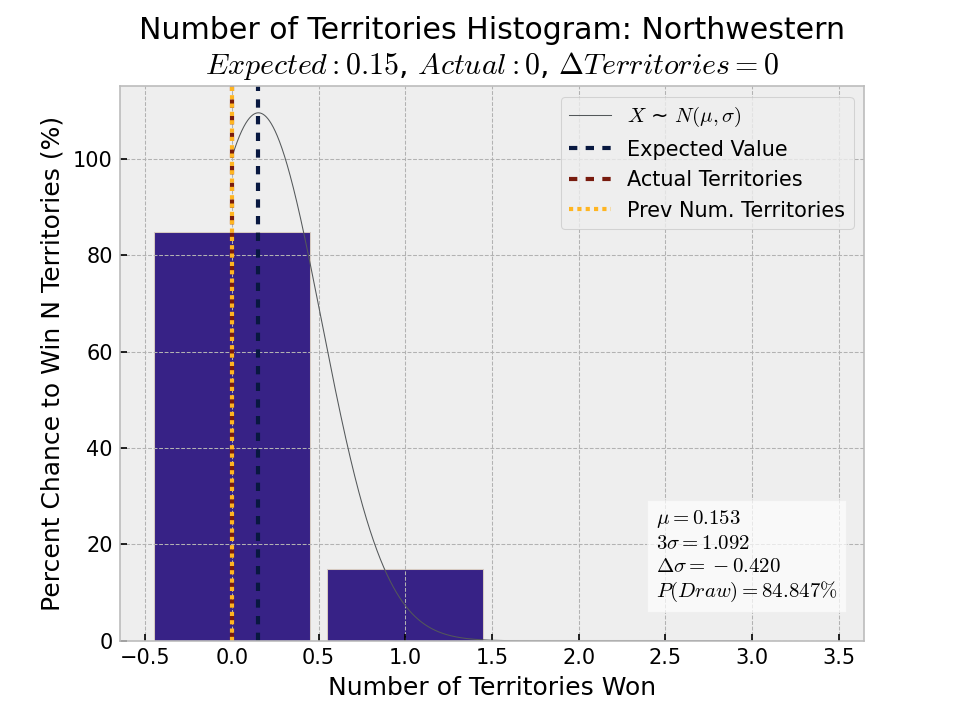 Number of Territories Histogram: Northwestern
Expected : 0.15, Actual : 0, ΔTerritories = 0
Percent Chance to Win N Territories (%)
100
80
60
40
20
0
X ~ N(μ, σ)
Expected Value
Actual Territories
Prev Num. Territories
μ = 0.153
3σ = 1.092
Δσ = −0.420
P(Draw) = 84.847%
−0.5 0.0 0.5 1.0 1.5 2.0 2.5 3.0 3.5
Number of Territories Won